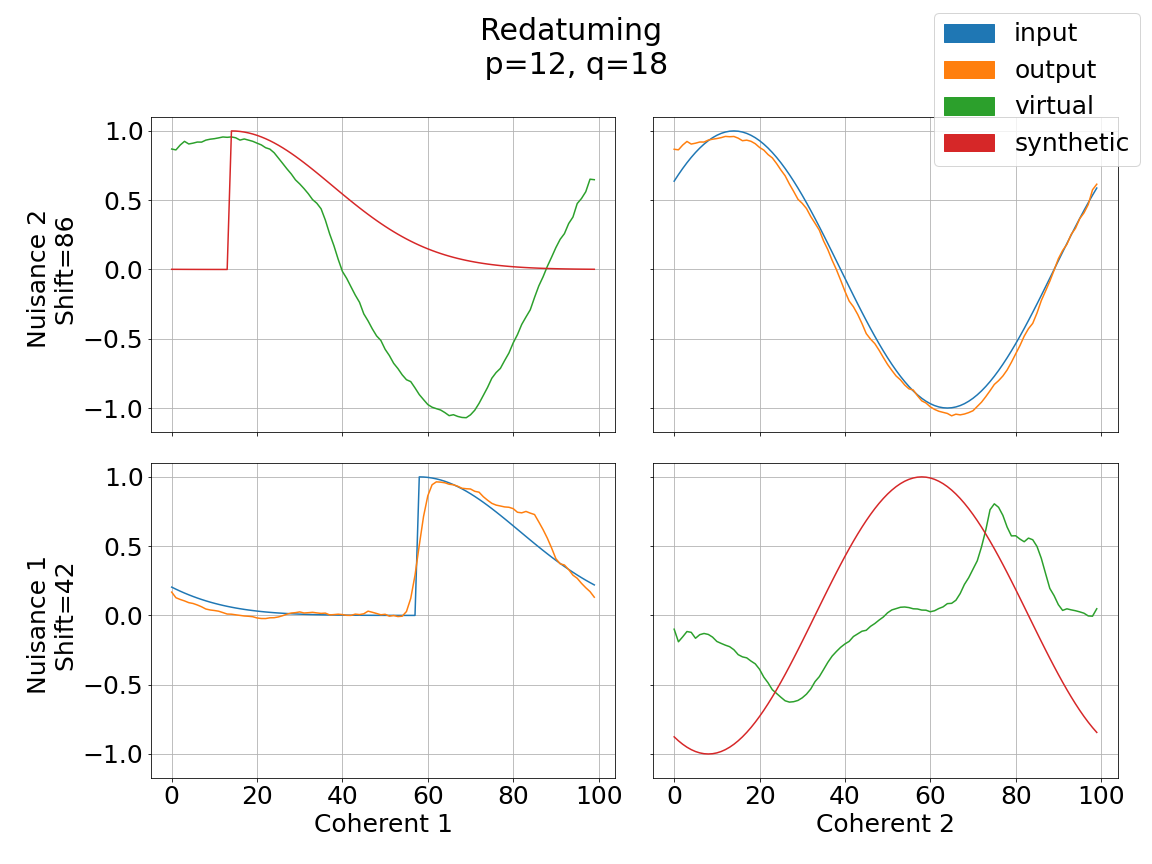 Redatuming
p=12, q=18
input
output
virtual
synthetic
Nuisance 2
Shift=86
1.0
0.5
0.0
−0.5
−1.0
Nuisance 1
Shift=42
1.0
0.5
0.0
−0.5
−1.0
0 20 40 60 80 100
Coherent 1
0 20 40 60 80 100
Coherent 2